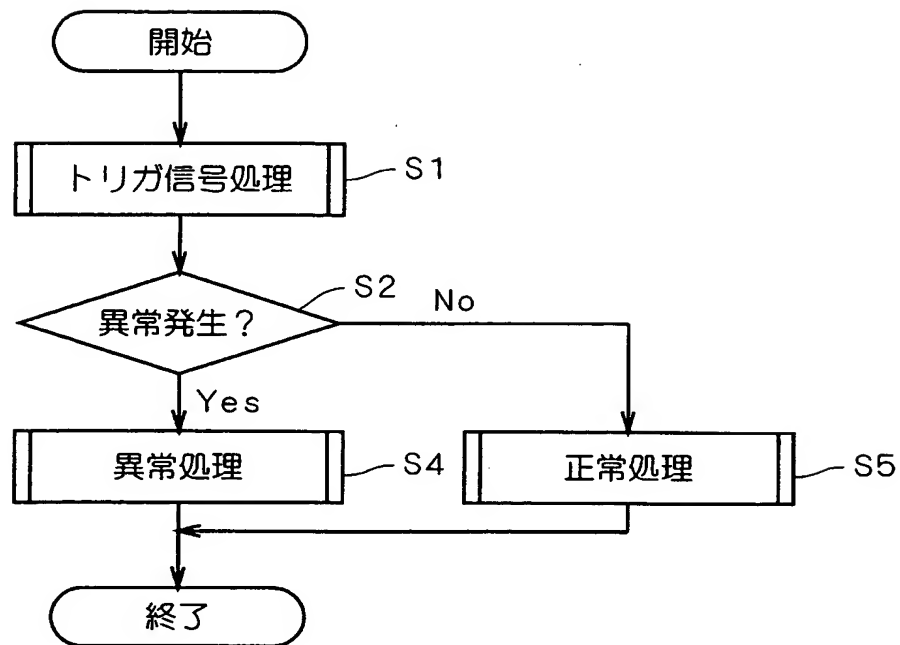 開始
トリガ信号処理
S1
異常発生?
S2
No
Yes
異常処理
S4
正常処理
S5
終了